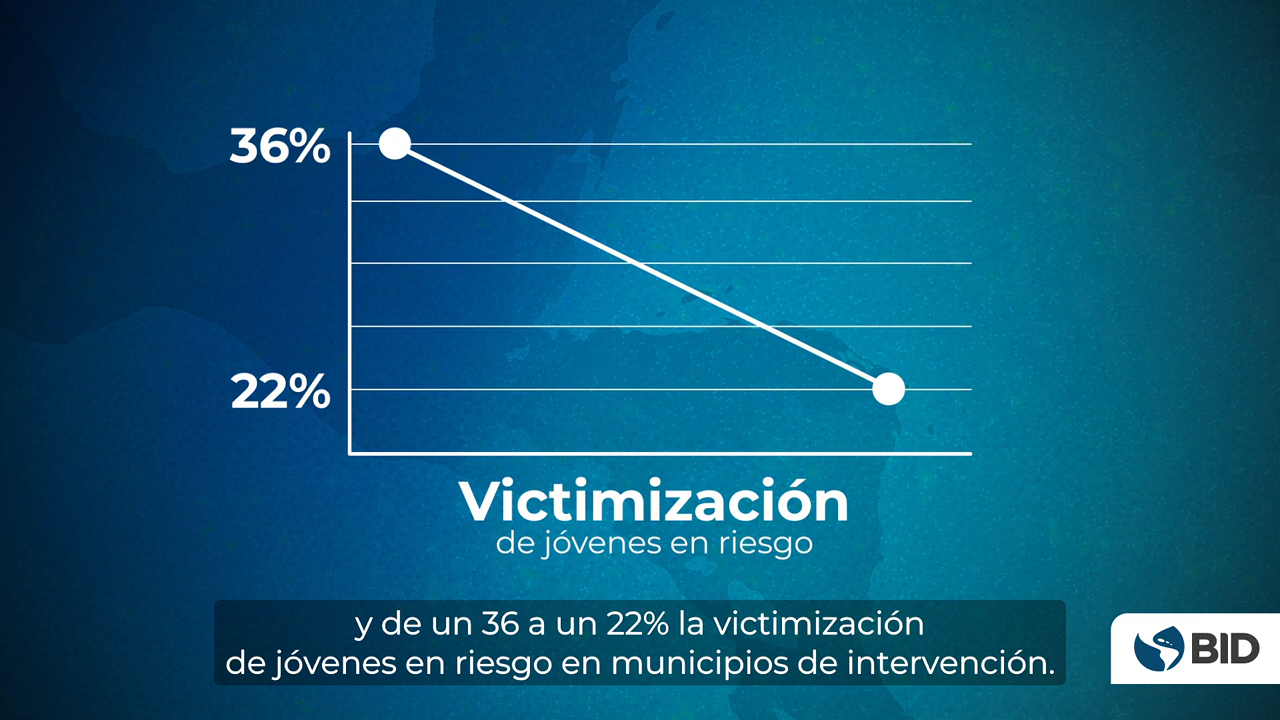 36%
22%
Victimización
de jóvenes en riesgo
y de un 36 a un 22% la victimización
de jóvenes en riesgo en municipios de intervención.
BID